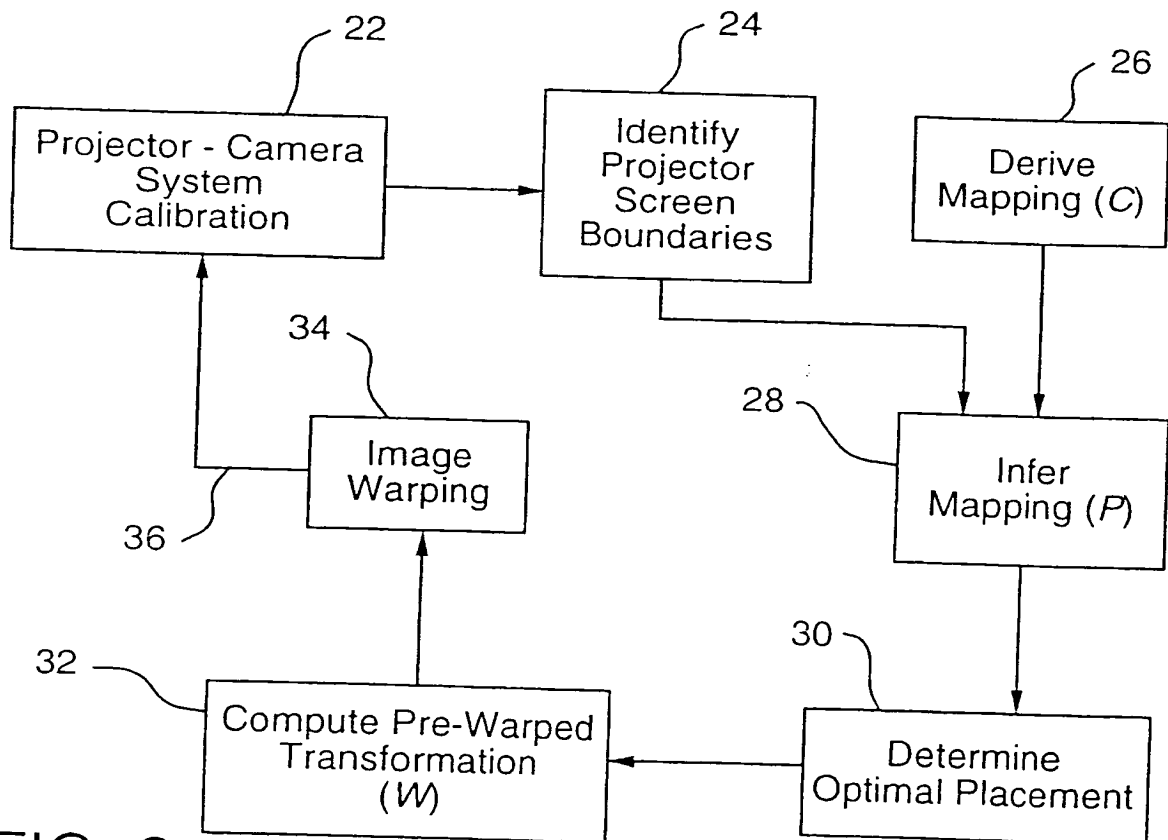 22
24
26
Projector - Camera
System
Calibration
Identify
Projector
Screen
Boundaries
Derive
Mapping (C)
34
28
Image
Warping
Infer
Mapping (P)
36
30
32
Compute Pre-Warped
Transformation
(W)
Determine
Optimal Placement